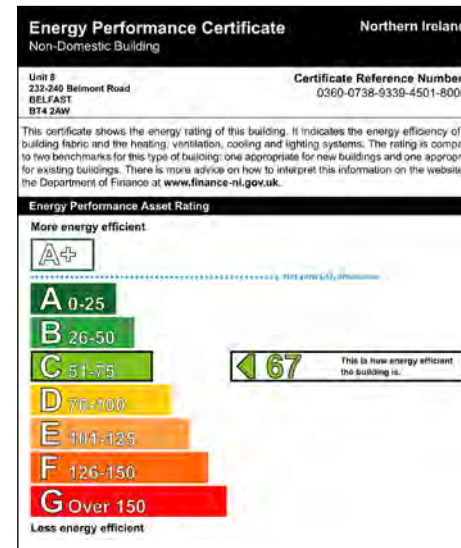 Energy Performance Certificate
Northern Ireland
Non-Domestic Building
Unit 8
232-240 Belmont Road
BELFAST
BT4 2AW
Certificate Reference Number
0360-0738-9339-4501-800
This certificate shows the energy rating of this building. It indicates the energy efficiency of
building fabric and the heating, ventilation, cooling and lighting systems. The rating is compa
to two benchmarks for this type of building: one appropriate for new buildings and one appropr
for existing buildings. There is more advice on how to interpret this information on the website
the Department of Finance at www.finance-ni.gov.uk.
Energy Performance Asset Rating
More energy efficient
A+
Net zero CO₂ emissions
A 0-25
B 26-50
C 51-75
67
This is how energy efficient
the building is.
D 76-100
E 101-125
F 126-150
G Over 150
Less energy efficient